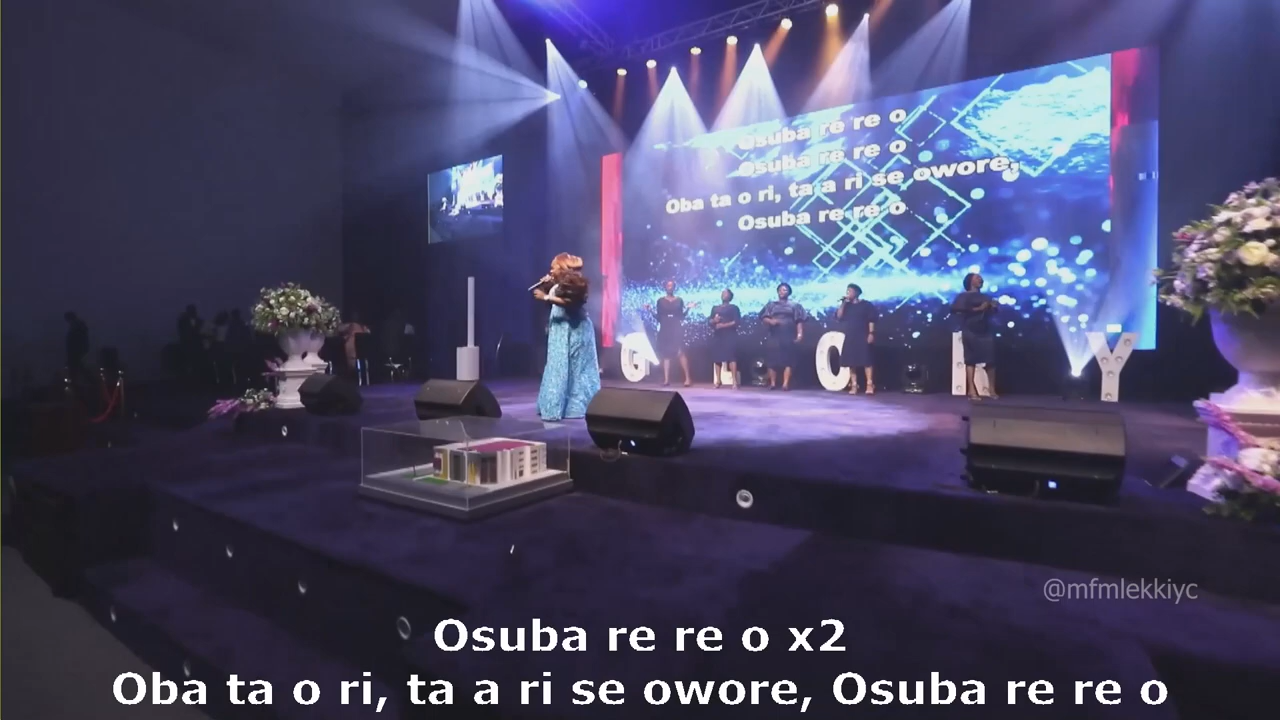 Osuba re re o
Osuba re re o
Oba ta o ri, ta a ri se owore,
Osuba re re o
G L C R Y
@mfmlekkiyc
Osuba re re o x2
Oba ta o ri, ta a ri se owore, Osuba re re o